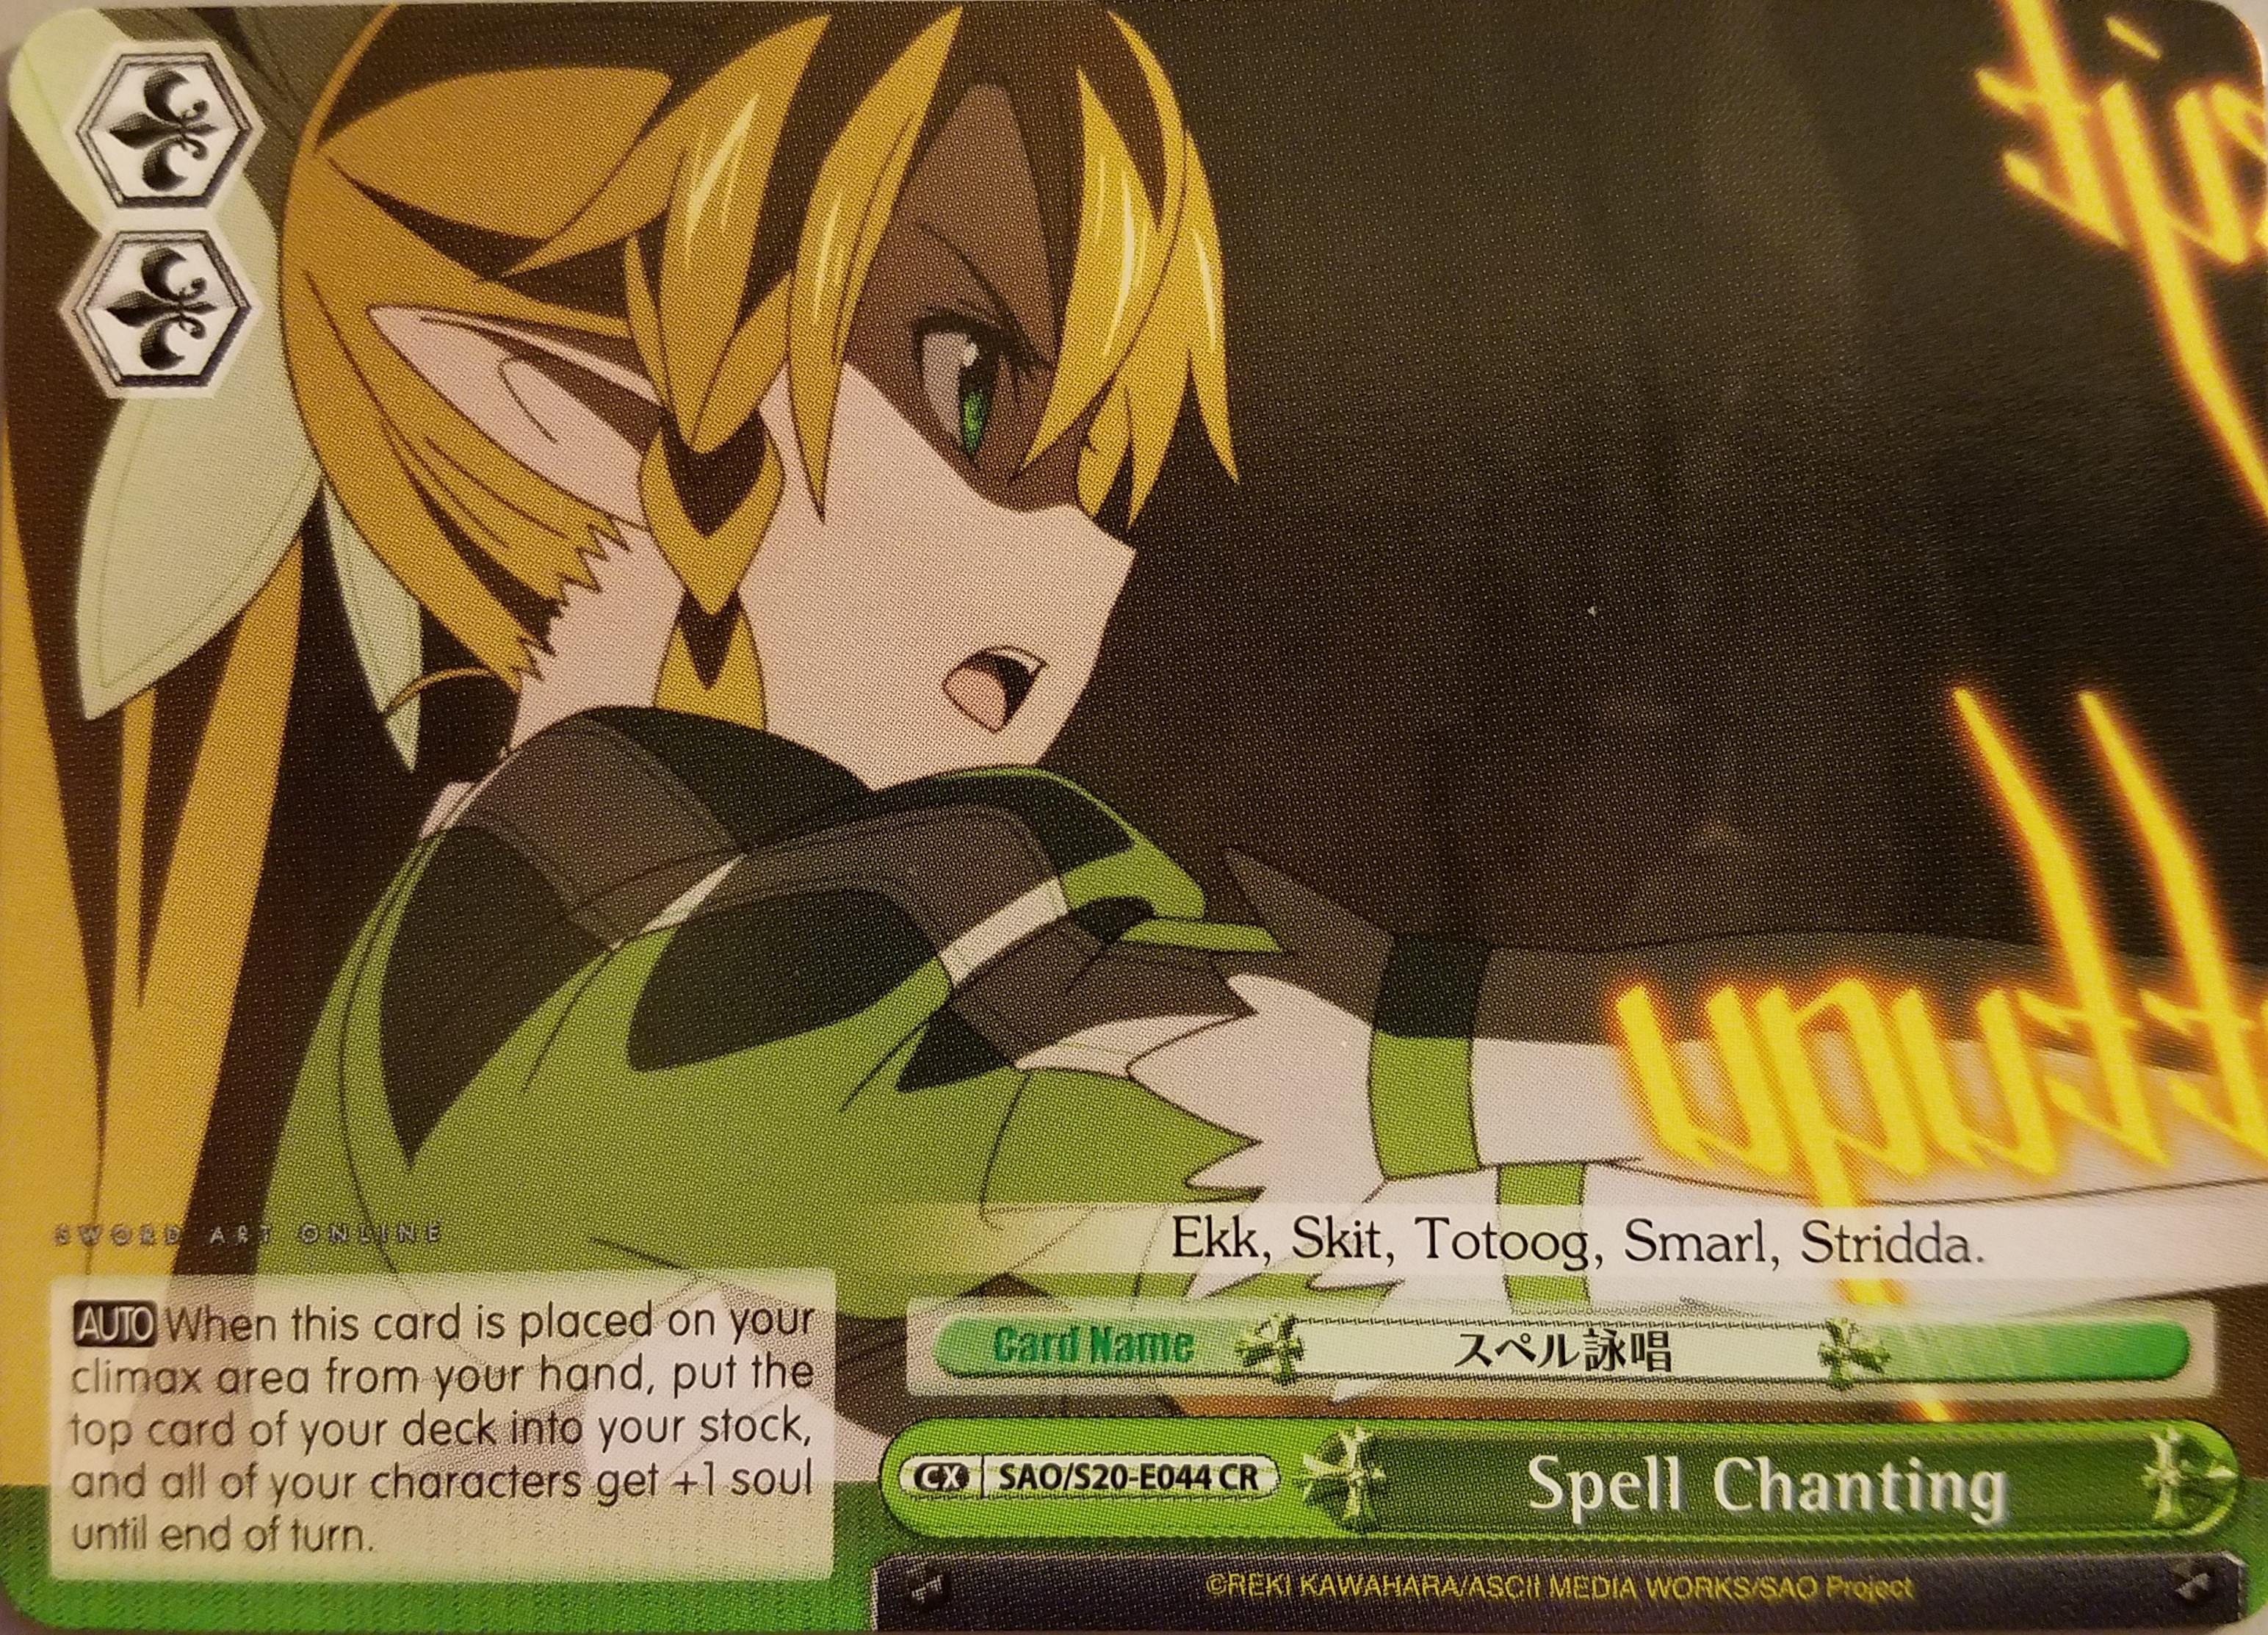 SWORD ART ONLINE
Ekk, Skit, Totoog, Smarl, Stridda.
AUTO When this card is placed on your
climax area from your hand, put the
top card of your deck into your stock,
and all of your characters get +1 soul
until end of turn.
Card Name スペル詠唱
CX SAO/S20-E044 CR Spell Chanting
©REKI KAWAHARA/ASCII MEDIA WORKS/SAO Project